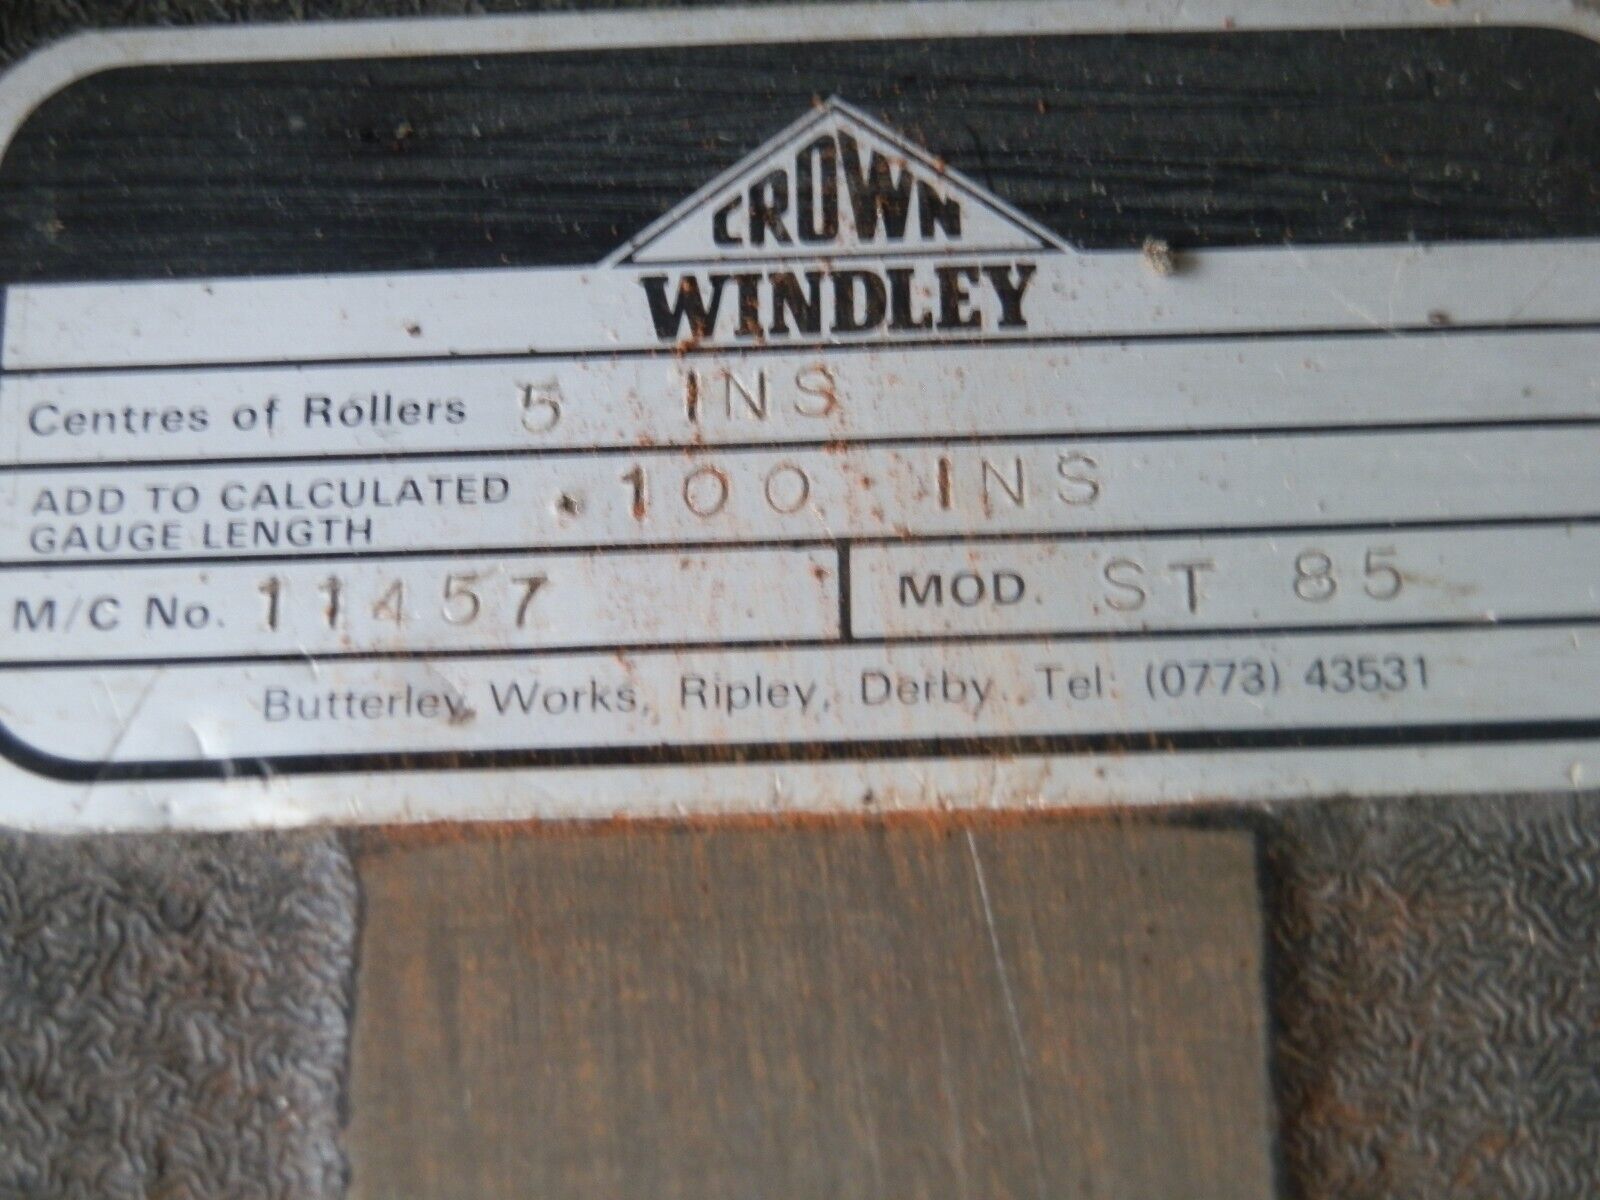 CROWN
WINDLEY
Centres of Rollers 5 INS
ADD TO CALCULATED
GAUGE LENGTH .100 INS
M/C No. 11457 MOD. ST 85
Butterley Works, Ripley, Derby. Tel: (0773) 43531